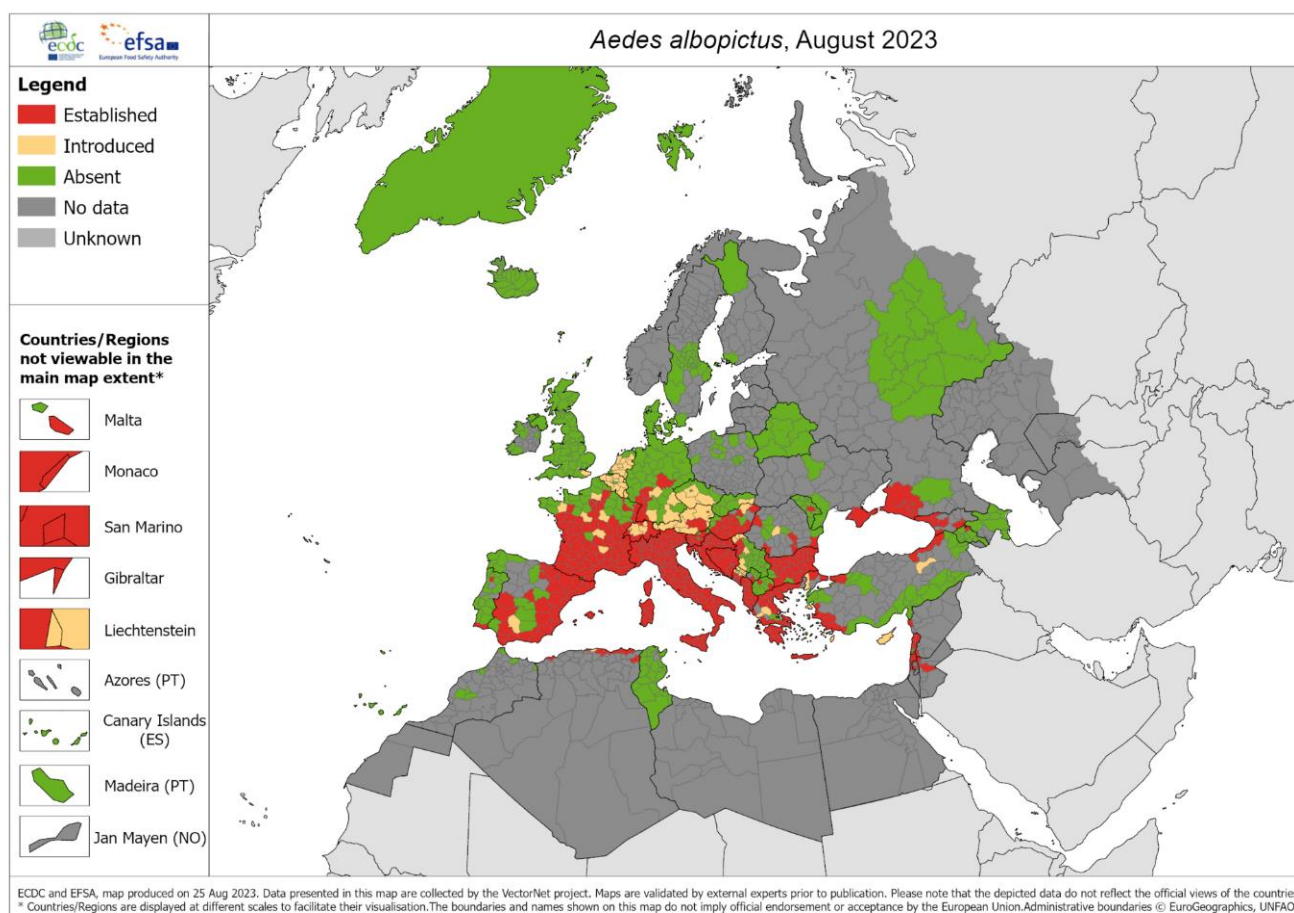 ecdc
efsa
European Food Safety Authority
Aedes albopictus, August 2023
Legend
Established
Introduced
Absent
No data
Unknown
Countries/Regions
not viewable in the
main map extent*
Malta
Monaco
San Marino
Gibraltar
Liechtenstein
Azores (PT)
Canary Islands
(ES)
Madeira (PT)
Jan Mayen (NO)
ECDC and EFSA, map produced on 25 Aug 2023. Data presented in this map are collected by the VectorNet project. Maps are validated by external experts prior to publication. Please note that the depicted data do not reflect the official views of the countrie
* Countries/Regions are displayed at different scales to facilitate their visualisation.The boundaries and names shown on this map do not imply official endorsement or acceptance by the European Union.Administrative boundaries © EuroGeographics, UNFAO